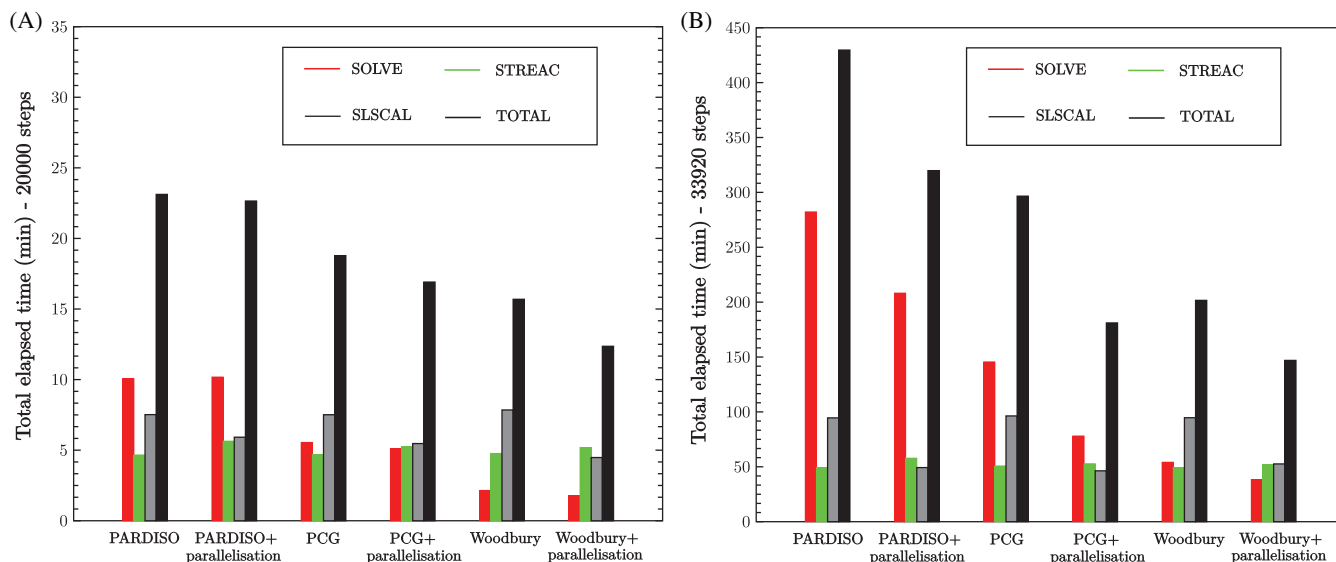 (A)
Total elapsed time (min) - 20000 steps
35
30
25
20
15
10
5
0
SOLVE
STREAC
SLSCAL
TOTAL
PARDISO
PARDISO+
parallelisation
PCG
PCG+
parallelisation
Woodbury
Woodbury+
parallelisation
(B)
Total elapsed time (min) - 33920 steps
450
400
350
300
250
200
150
100
50
0
SOLVE
STREAC
SLSCAL
TOTAL
PARDISO
PARDISO+
parallelisation
PCG
PCG+
parallelisation
Woodbury
Woodbury+
parallelisation